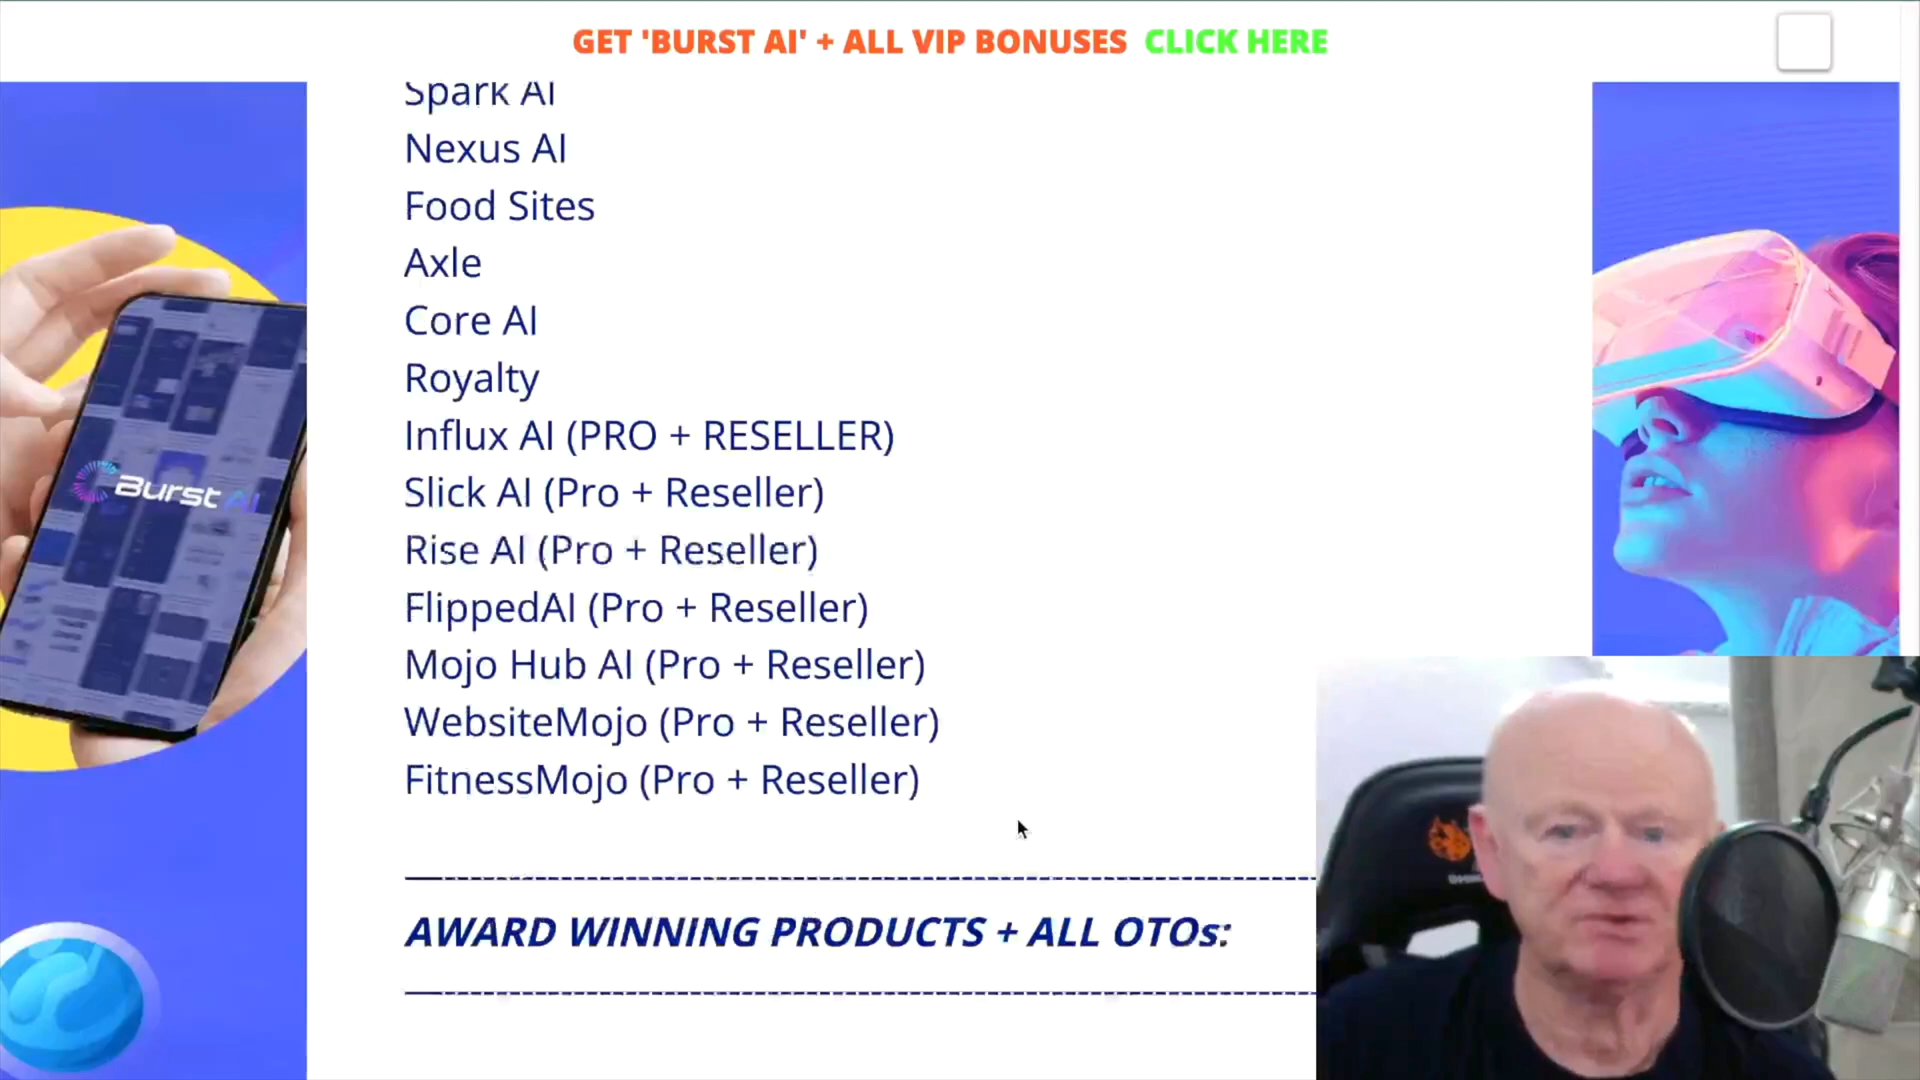 GET 'BURST AI' + ALL VIP BONUSES CLICK HERE
Spark AI
Nexus AI
Food Sites
Axle
Core AI
Royalty
Influx AI (PRO + RESELLER)
Slick AI (Pro + Reseller)
Rise AI (Pro + Reseller)
FlippedAI (Pro + Reseller)
Mojo Hub AI (Pro + Reseller)
WebsiteMojo (Pro + Reseller)
FitnessMojo (Pro + Reseller)
AWARD WINNING PRODUCTS + ALL OTOs:
Burst AI